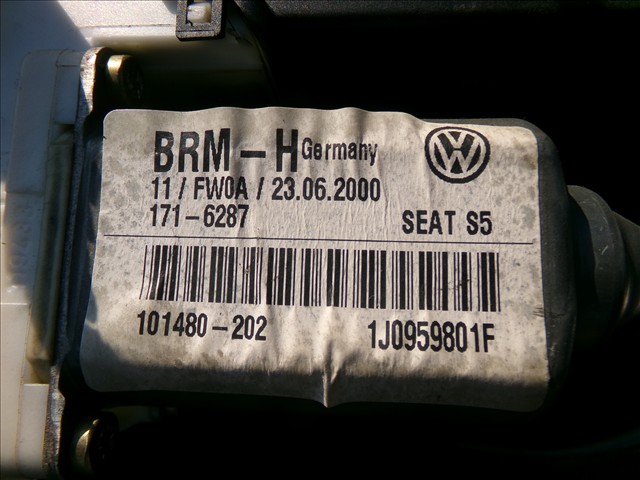 BRM-H Germany
11 / FW0A / 23.06.2000
171-6287 SEAT S5
101480-202 1J0959801F